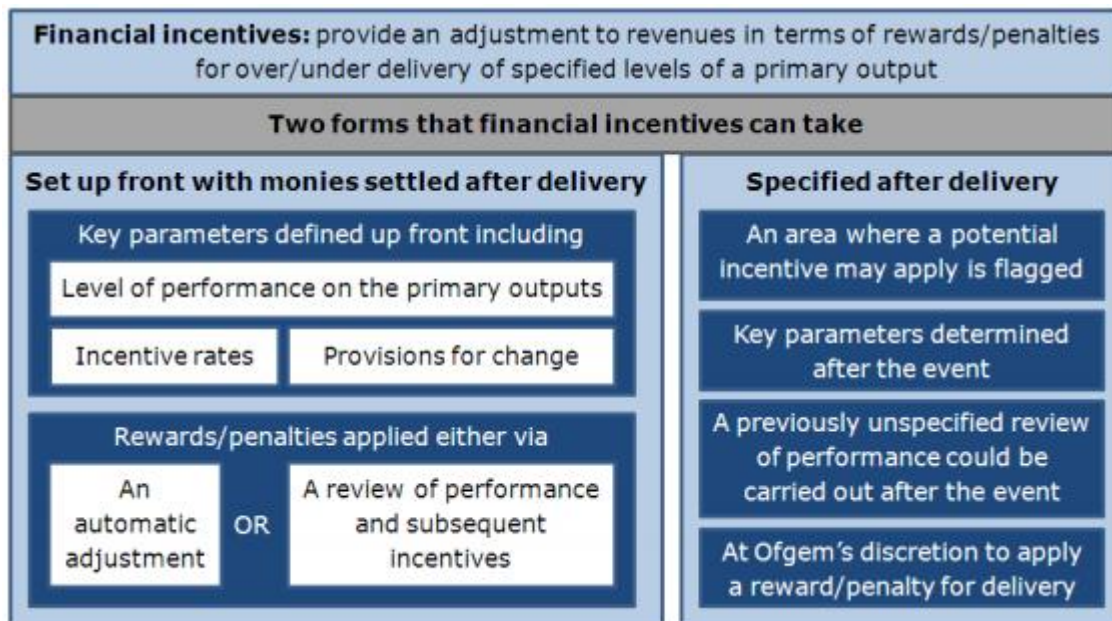 Financial incentives: provide an adjustment to revenues in terms of rewards/penalties
for over/under delivery of specified levels of a primary output
Two forms that financial incentives can take
Set up front with monies settled after delivery
Key parameters defined up front including
Level of performance on the primary outputs
Incentive rates
Provisions for change
Rewards/penalties applied either via
An
automatic
adjustment
OR
A review of performance
and subsequent
incentives
Specified after delivery
An area where a potential
incentive may apply is flagged
Key parameters determined
after the event
A previously unspecified review
of performance could be
carried out after the event
At Ofgem's discretion to apply
a reward/penalty for delivery